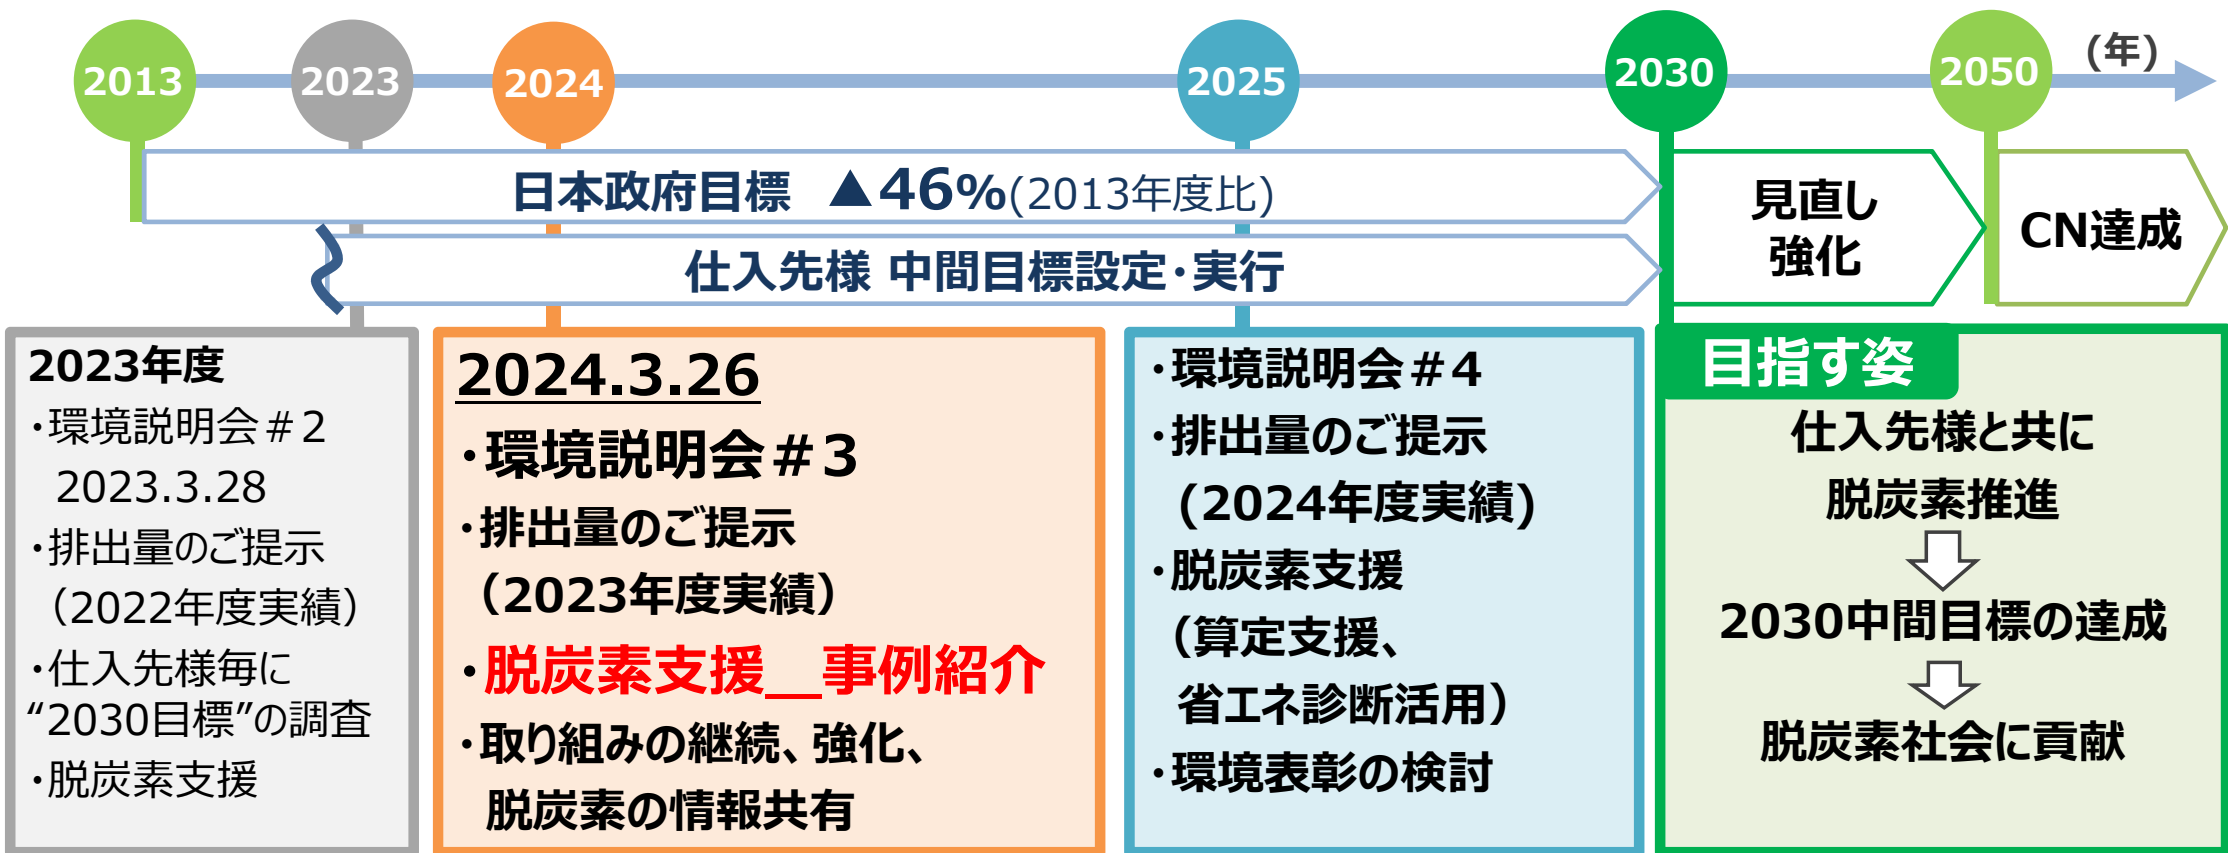 2013
2023
2024
2025
2030
2050
(年)
日本政府目標 ▲46%(2013年度比)
仕入先様 中間目標設定・実行
見直し
強化
CN達成
2023年度
・環境説明会＃2
2023.3.28
・排出量のご提示
（2022年度実績）
・仕入先様毎に
“2030目標”の調査
・脱炭素支援
2024.3.26
・環境説明会＃3
・排出量のご提示
（2023年度実績）
・脱炭素支援＿事例紹介
・取り組みの継続、強化、
脱炭素の情報共有
・環境説明会＃4
・排出量のご提示
(2024年度実績)
・脱炭素支援
（算定支援、
省エネ診断活用）
・環境表彰の検討
目指す姿
仕入先様と共に
脱炭素推進
2030中間目標の達成
脱炭素社会に貢献